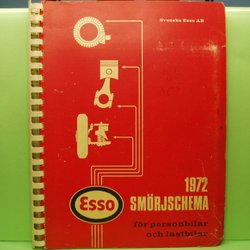 Svenska Esso AB
Esso
1972
SMÖRJSCHEMA
för personbilar
och lastbilar